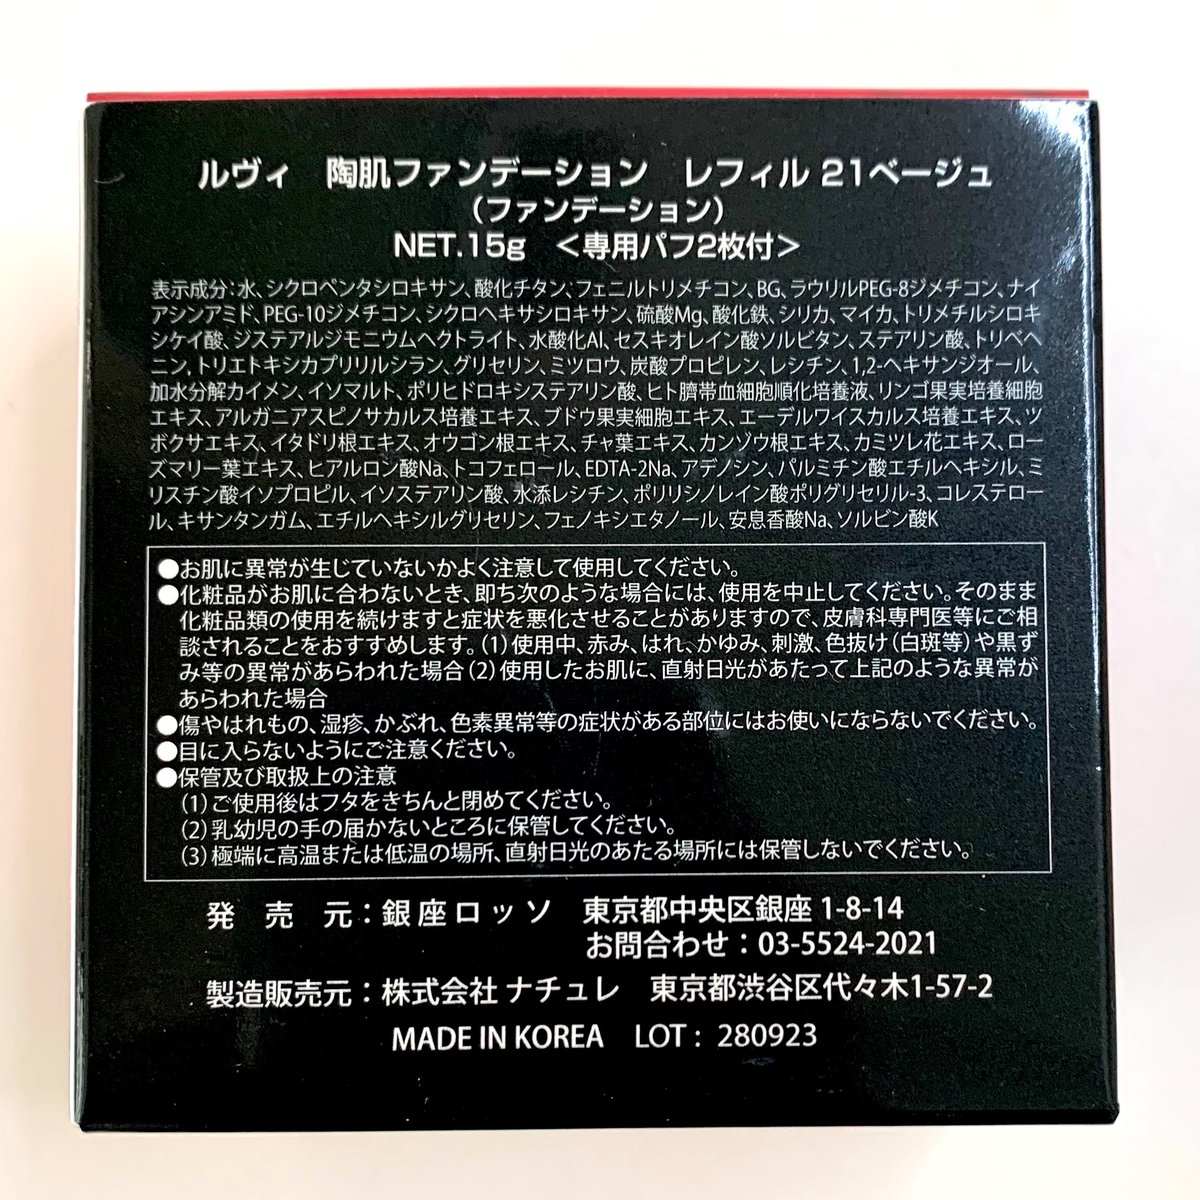 ルヴィ 陶肌ファンデーション レフィル 21ベージュ
（ファンデーション）
NET.15g ＜専用パフ2枚付＞
表示成分：水、シクロペンタシロキサン、酸化チタン、フェニルトリメチコン、BG、ラウリルPEG-8ジメチコン、ナイ
アシンアミド、PEG-10ジメチコン、シクロヘキサシロキサン、硫酸Mg、酸化鉄、シリカ、マイカ、トリメチルシロキ
シケイ酸、ジステアルジモニウムヘクトライト、水酸化Al、セスキオレイン酸ソルビタン、ステアリン酸、トリベヘ
ニン、トリエトキシカプリリルシラン、グリセリン、ミツロウ、炭酸プロピレン、レシチン、1,2-ヘキサンジオール、
加水分解カイメン、イソマルト、ポリヒドロキシステアリン酸、ヒト臍帯血細胞順化培養液、リンゴ果実培養細胞
エキス、アルガニアスピノサカルス培養エキス、ブドウ果実細胞エキス、エーデルワイスカルス培養エキス、ツ
ボクサエキス、イタドリ根エキス、オウゴン根エキス、チャ葉エキス、カンゾウ根エキス、カミツレ花エキス、ロー
ズマリー葉エキス、ヒアルロン酸Na、トコフェロール、EDTA-2Na、アデノシン、パルミチン酸エチルヘキシル、ミ
リスチン酸イソプロピル、イソステアリン酸、水添レシチン、ポリリシノレイン酸ポリグリセリル-3、コレステロー
ル、キサンタンガム、エチルヘキシルグリセリン、フェノキシエタノール、安息香酸Na、ソルビン酸K
●お肌に異常が生じていないかよく注意して使用してください。
●化粧品がお肌に合わないとき、即ち次のような場合には、使用を中止してください。そのまま
化粧品類の使用を続けますと症状を悪化させることがありますので、皮膚科専門医等にご相
談されることをおすすめします。（1）使用中、赤み、はれ、かゆみ、刺激、色抜け（白斑等）や黒ず
み等の異常があらわれた場合（2）使用したお肌に、直射日光があたって上記のような異常が
あらわれた場合
●傷やはれもの、湿疹、かぶれ、色素異常等の症状がある部位にはお使いにならないでください。
●目に入らないようにご注意ください。
●保管及び取扱上の注意
（1）ご使用後はフタをきちんと閉めてください。
（2）乳幼児の手の届かないところに保管してください。
（3）極端に高温または低温の場所、直射日光のあたる場所には保管しないでください。
発売元：銀座ロッソ 東京都中央区銀座 1-8-14
お問合わせ：03-5524-2021
製造販売元：株式会社 ナチュレ 東京都渋谷区代々木1-57-2
MADE IN KOREA LOT : 280923